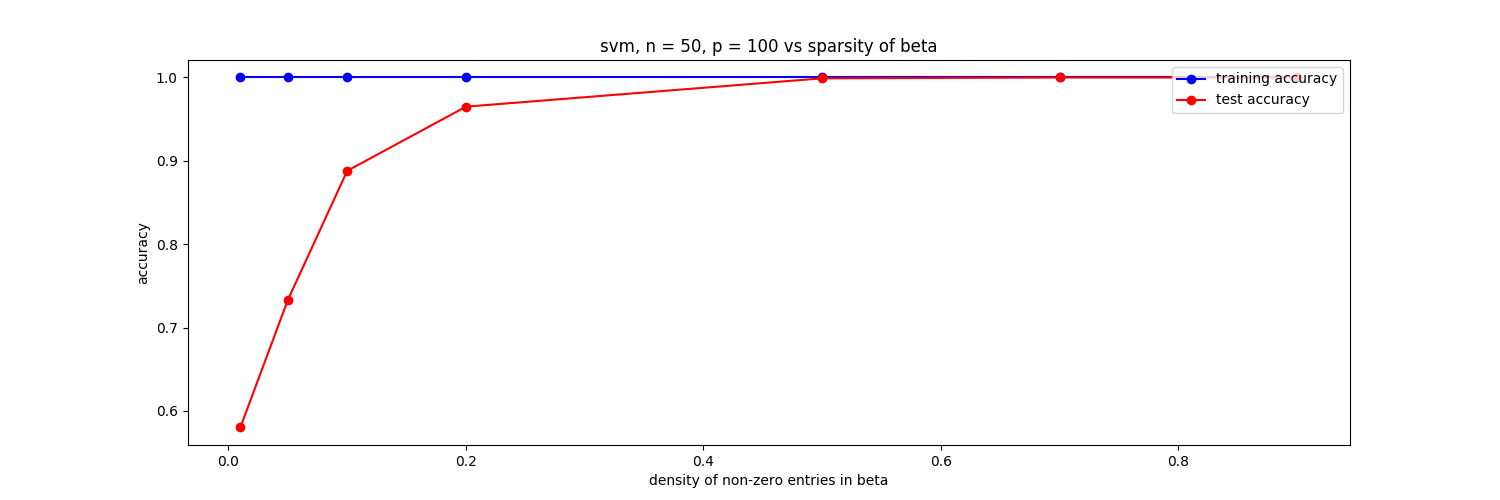 svm, n = 50, p = 100 vs sparsity of beta
1.0
0.9
0.8
0.7
0.6
accuracy
training accuracy
test accuracy
0.0 0.2 0.4 0.6 0.8
density of non-zero entries in beta